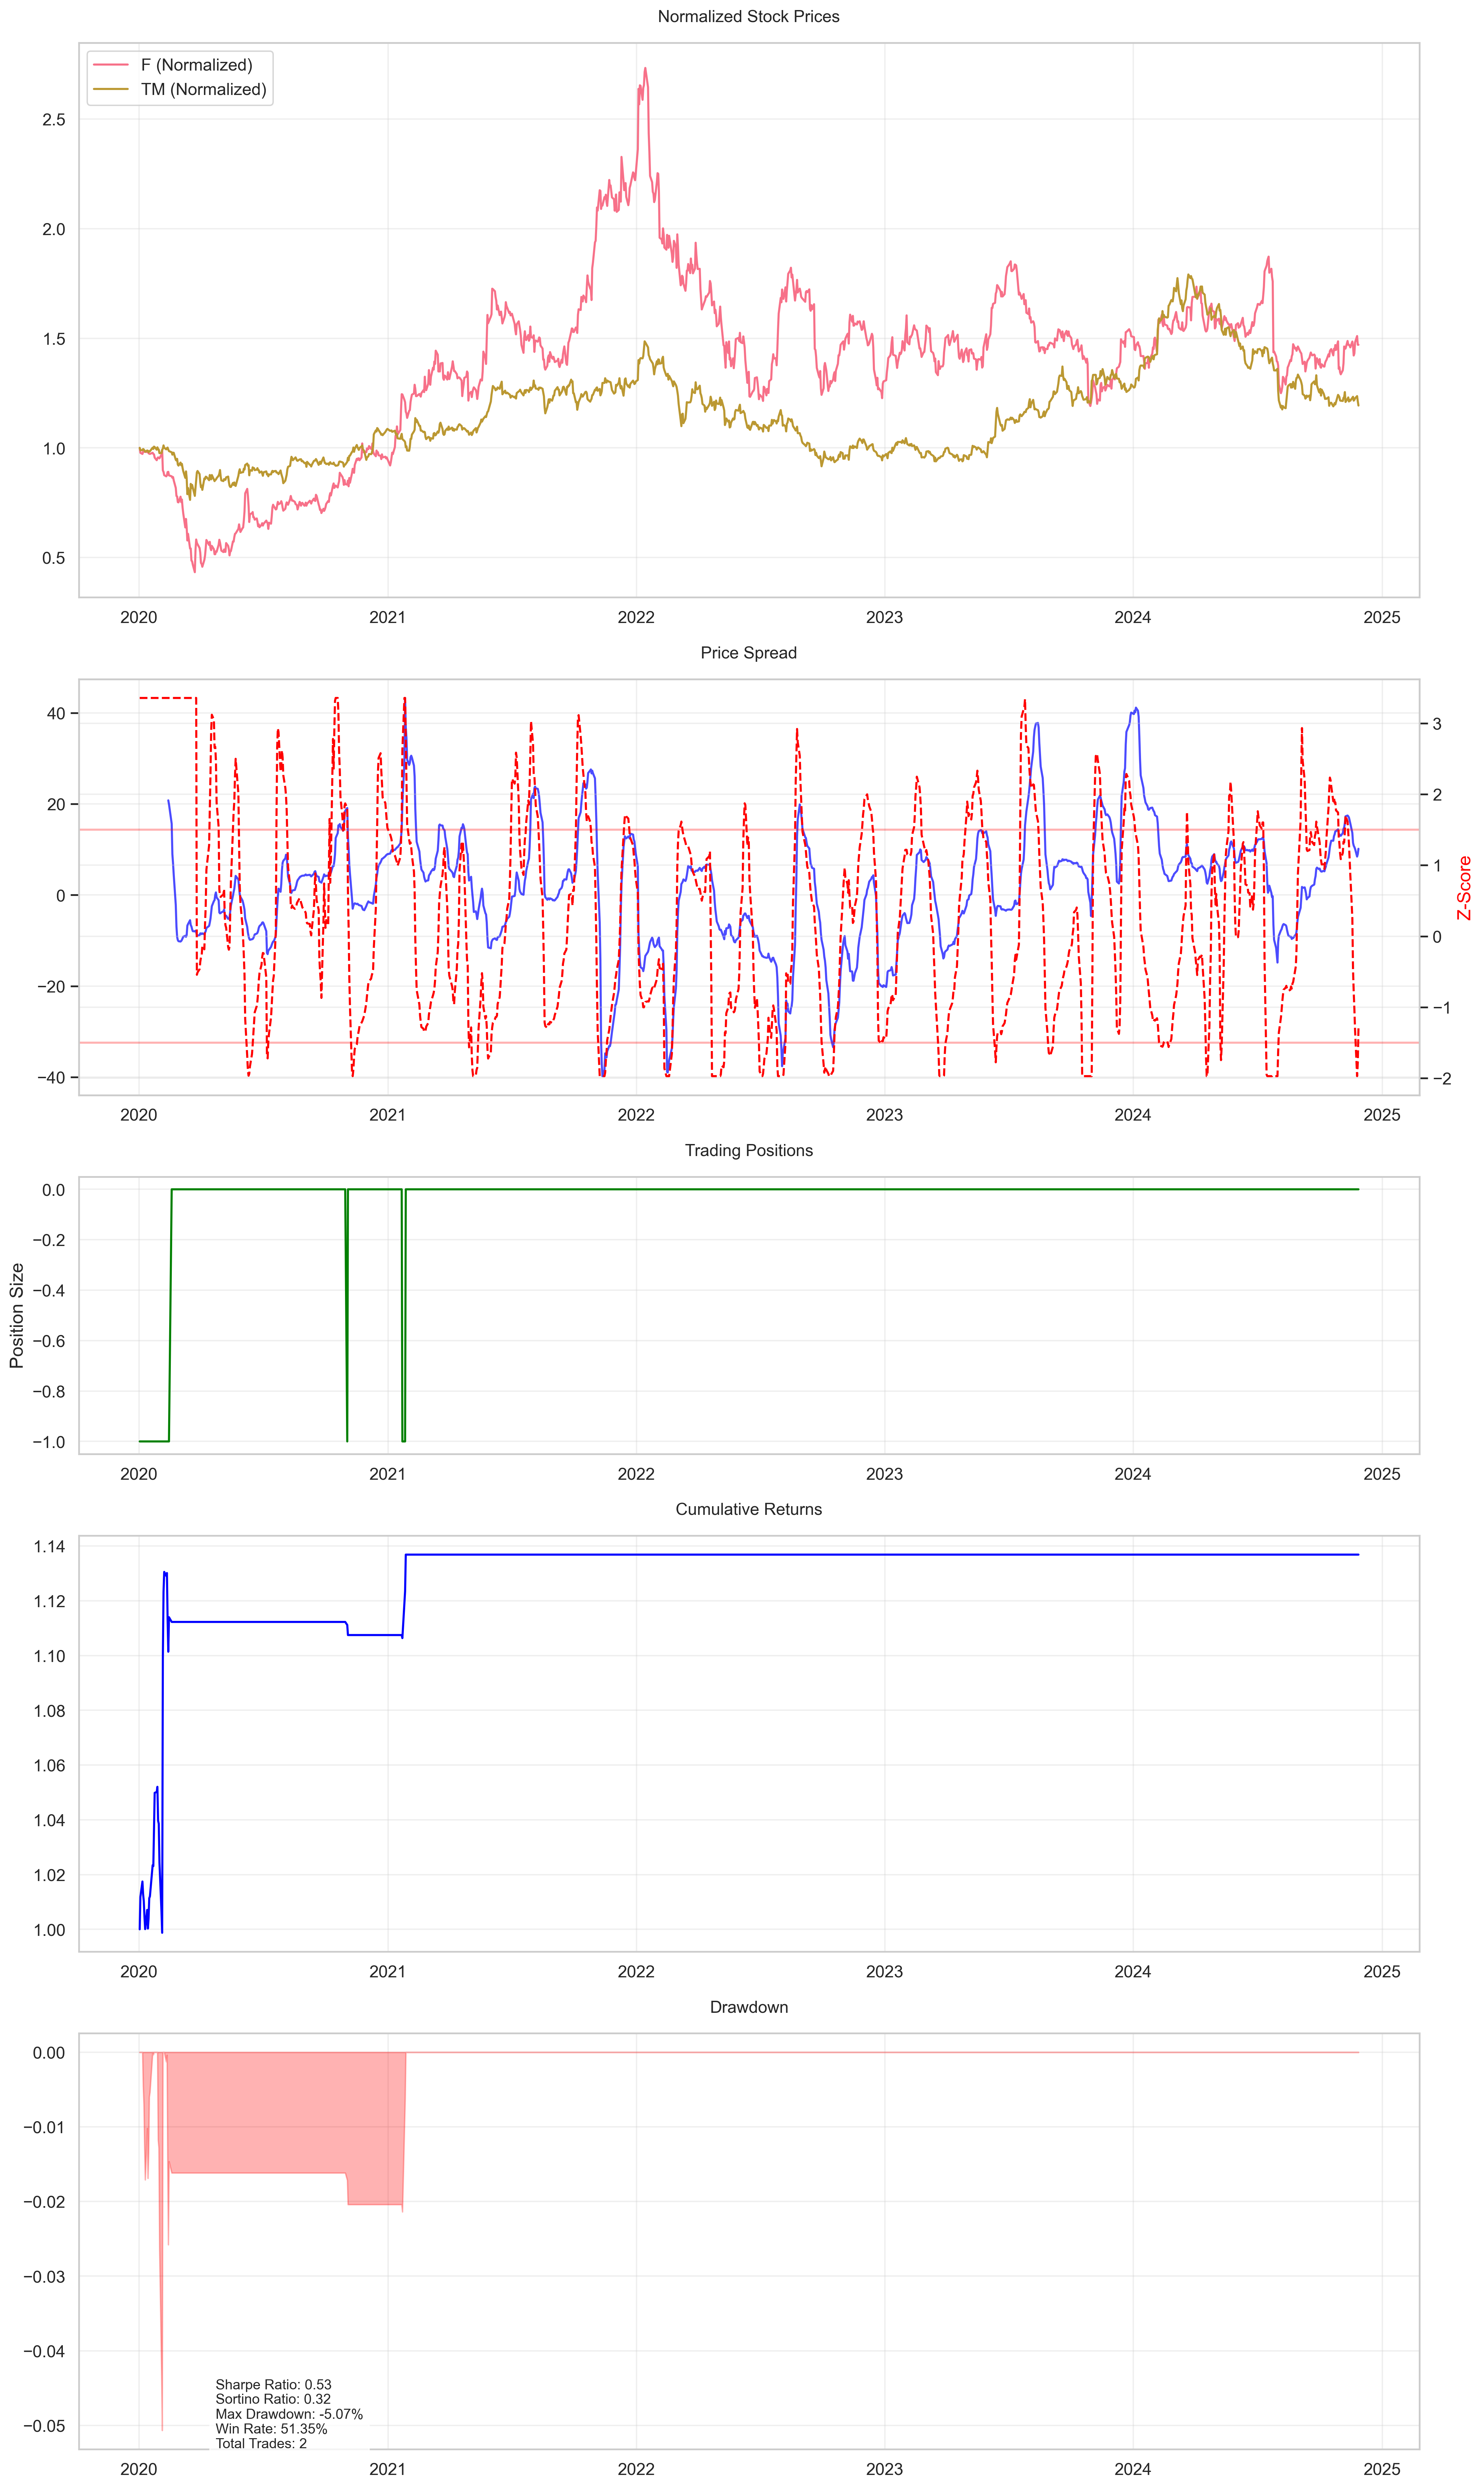 Normalized Stock Prices
F (Normalized)
TM (Normalized)
2.5
2.0
1.5
1.0
0.5
2020 2021 2022 2023 2024 2025
Price Spread
40
20
0
−20
−40
3
2
1
0
−1
−2
Z-Score
2020 2021 2022 2023 2024 2025
Trading Positions
Position Size
0.0
−0.2
−0.4
−0.6
−0.8
−1.0
2020 2021 2022 2023 2024 2025
Cumulative Returns
1.14
1.12
1.10
1.08
1.06
1.04
1.02
1.00
2020 2021 2022 2023 2024 2025
Drawdown
0.00
−0.01
−0.02
−0.03
−0.04
−0.05
Sharpe Ratio: 0.53
Sortino Ratio: 0.32
Max Drawdown: -5.07%
Win Rate: 51.35%
Total Trades: 2
2020 2021 2022 2023 2024 2025